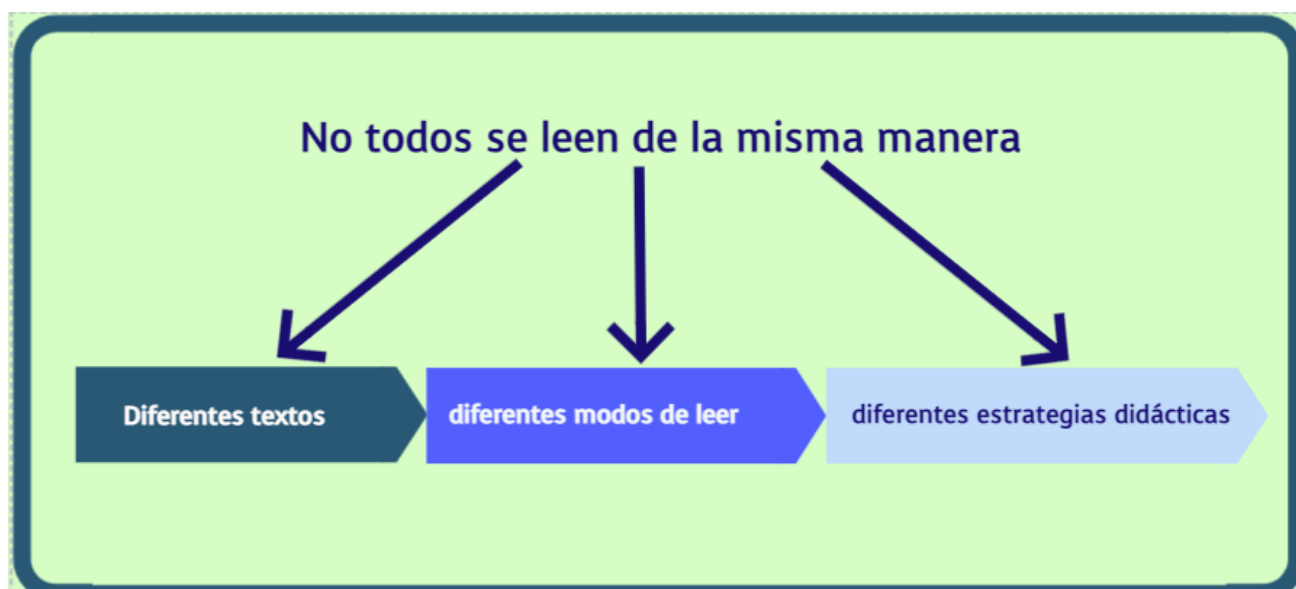 No todos se leen de la misma manera
Diferentes textos
diferentes modos de leer
diferentes estrategias didácticas